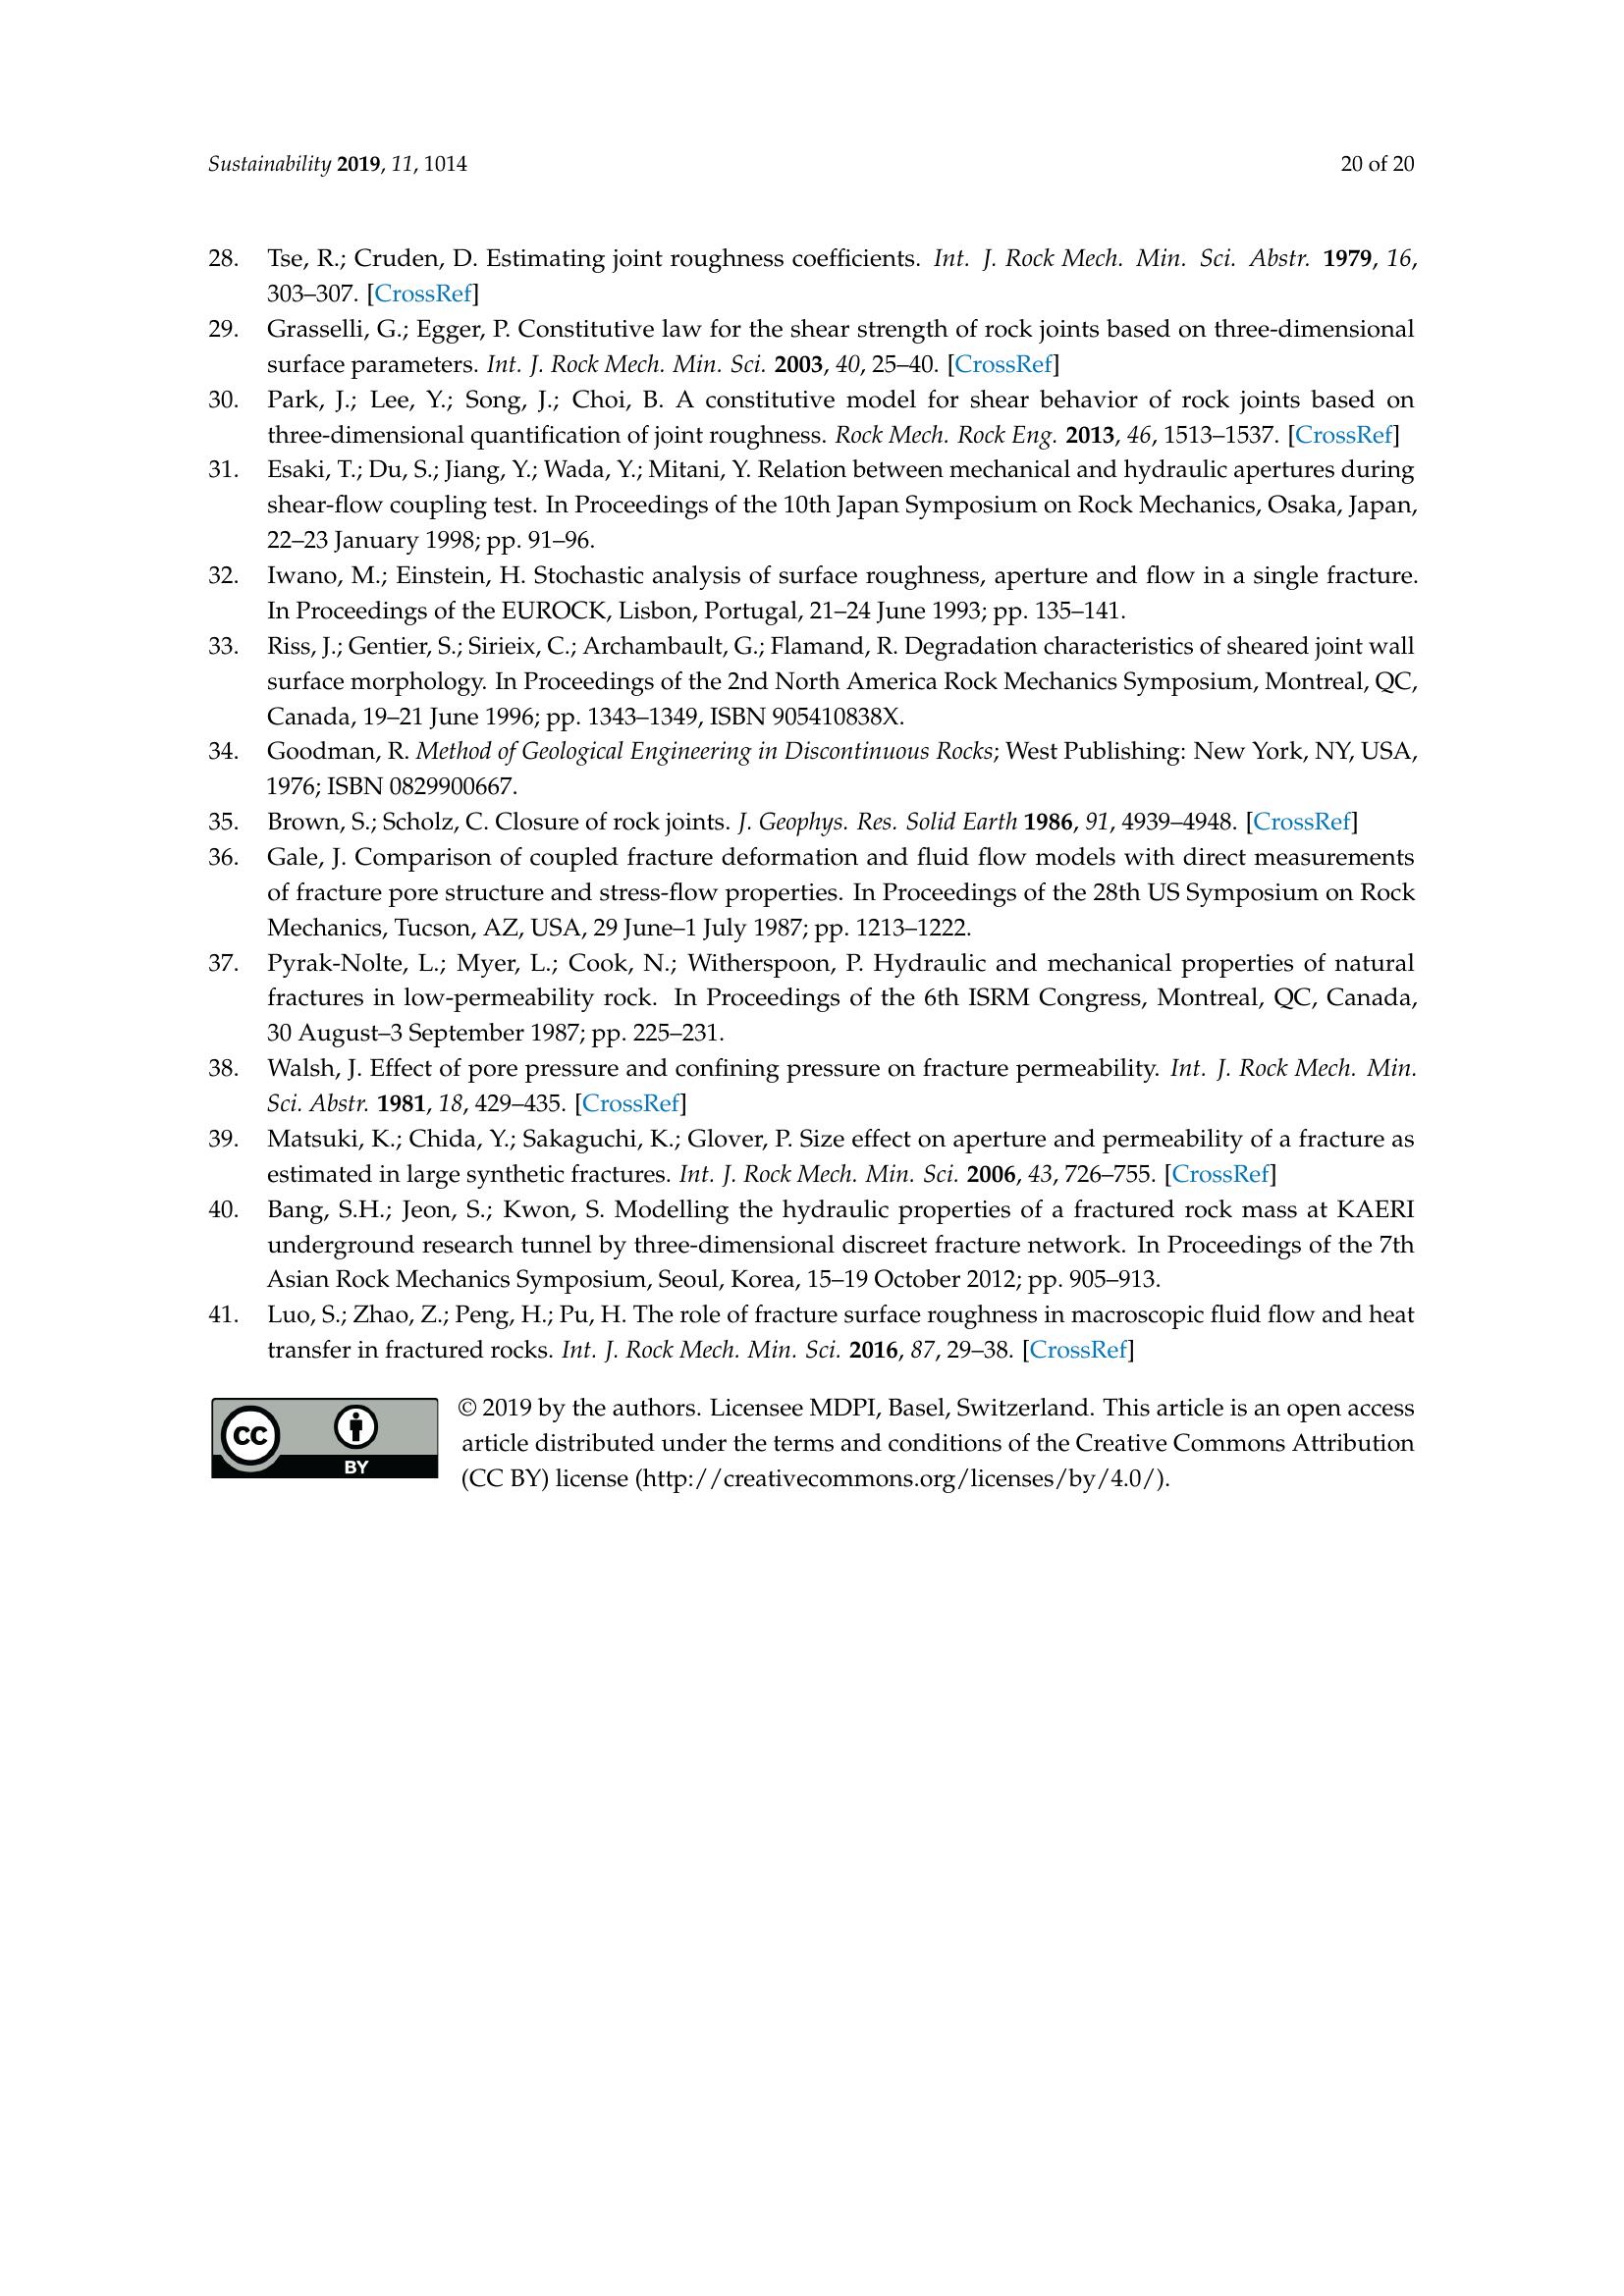 Sustainability 2019, 11, 1014
20 of 20
28. Tse, R.; Cruden, D. Estimating joint roughness coefficients. Int. J. Rock Mech. Min. Sci. Abstr. 1979, 16,
303–307. [CrossRef]
29. Grasselli, G.; Egger, P. Constitutive law for the shear strength of rock joints based on three-dimensional
surface parameters. Int. J. Rock Mech. Min. Sci. 2003, 40, 25–40. [CrossRef]
30. Park, J.; Lee, Y.; Song, J.; Choi, B. A constitutive model for shear behavior of rock joints based on
three-dimensional quantification of joint roughness. Rock Mech. Rock Eng. 2013, 46, 1513–1537. [CrossRef]
31. Esaki, T.; Du, S.; Jiang, Y.; Wada, Y.; Mitani, Y. Relation between mechanical and hydraulic apertures during
shear-flow coupling test. In Proceedings of the 10th Japan Symposium on Rock Mechanics, Osaka, Japan,
22–23 January 1998; pp. 91–96.
32. Iwano, M.; Einstein, H. Stochastic analysis of surface roughness, aperture and flow in a single fracture.
In Proceedings of the EUROCK, Lisbon, Portugal, 21–24 June 1993; pp. 135–141.
33. Riss, J.; Gentier, S.; Sirieix, C.; Archambault, G.; Flamand, R. Degradation characteristics of sheared joint wall
surface morphology. In Proceedings of the 2nd North America Rock Mechanics Symposium, Montreal, QC,
Canada, 19–21 June 1996; pp. 1343–1349, ISBN 905410838X.
34. Goodman, R. Method of Geological Engineering in Discontinuous Rocks; West Publishing: New York, NY, USA,
1976; ISBN 0829900667.
35. Brown, S.; Scholz, C. Closure of rock joints. J. Geophys. Res. Solid Earth 1986, 91, 4939–4948. [CrossRef]
36. Gale, J. Comparison of coupled fracture deformation and fluid flow models with direct measurements
of fracture pore structure and stress-flow properties. In Proceedings of the 28th US Symposium on Rock
Mechanics, Tucson, AZ, USA, 29 June–1 July 1987; pp. 1213–1222.
37. Pyrak-Nolte, L.; Myer, L.; Cook, N.; Witherspoon, P. Hydraulic and mechanical properties of natural
fractures in low-permeability rock. In Proceedings of the 6th ISRM Congress, Montreal, QC, Canada,
30 August–3 September 1987; pp. 225–231.
38. Walsh, J. Effect of pore pressure and confining pressure on fracture permeability. Int. J. Rock Mech. Min.
Sci. Abstr. 1981, 18, 429–435. [CrossRef]
39. Matsuki, K.; Chida, Y.; Sakaguchi, K.; Glover, P. Size effect on aperture and permeability of a fracture as
estimated in large synthetic fractures. Int. J. Rock Mech. Min. Sci. 2006, 43, 726–755. [CrossRef]
40. Bang, S.H.; Jeon, S.; Kwon, S. Modelling the hydraulic properties of a fractured rock mass at KAERI
underground research tunnel by three-dimensional discreet fracture network. In Proceedings of the 7th
Asian Rock Mechanics Symposium, Seoul, Korea, 15–19 October 2012; pp. 905–913.
41. Luo, S.; Zhao, Z.; Peng, H.; Pu, H. The role of fracture surface roughness in macroscopic fluid flow and heat
transfer in fractured rocks. Int. J. Rock Mech. Min. Sci. 2016, 87, 29–38. [CrossRef]
cc
BY
© 2019 by the authors. Licensee MDPI, Basel, Switzerland. This article is an open access
article distributed under the terms and conditions of the Creative Commons Attribution
(CC BY) license (http://creativecommons.org/licenses/by/4.0/).